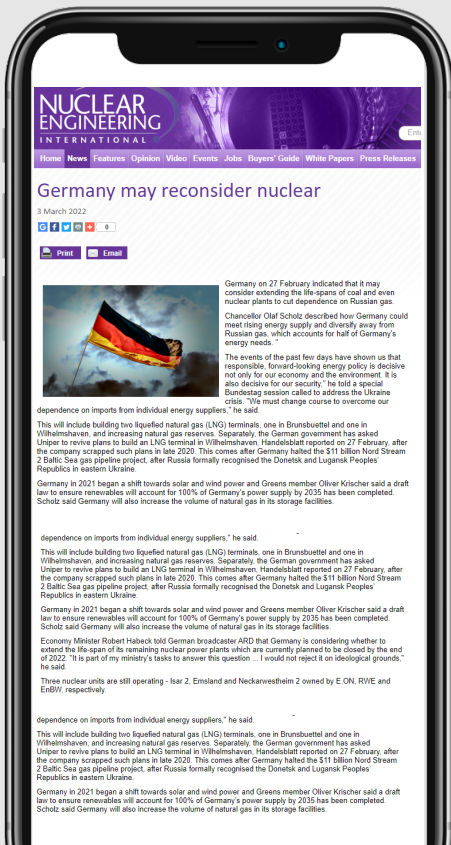 NUCLEAR
ENGINEERING
INTERNATIONAL
Home News Features Opinion Video Events Jobs Buyers' Guide White Papers Press Releases
Germany may reconsider nuclear
3 March 2022
0
Print Email
Germany on 27 February indicated that it may
consider extending the life-spans of coal and even
nuclear plants to cut dependence on Russian gas.
Chancellor Olaf Scholz described how Germany could
meet rising energy supply and diversify away from
Russian gas, which accounts for half of Germany's
energy needs. "
The events of the past few days have shown us that
responsible, forward-looking energy policy is decisive
not only for our economy and the environment. It is
also decisive for our security," he told a special
Bundestag session called to address the Ukraine
crisis. "We must change course to overcome our
dependence on imports from individual energy suppliers," he said.
This will include building two liquefied natural gas (LNG) terminals, one in Brunsbuettel and one in
Wilhelmshaven, and increasing natural gas reserves. Separately, the German government has asked
Uniper to revive plans to build an LNG terminal in Wilhelmshaven, Handelsblatt reported on 27 February, after
the company scrapped such plans in late 2020. This comes after Germany halted the $11 billion Nord Stream
2 Baltic Sea gas pipeline project, after Russia formally recognised the Donetsk and Lugansk Peoples'
Republics in eastern Ukraine.
Germany in 2021 began a shift towards solar and wind power and Greens member Oliver Krischer said a draft
law to ensure renewables will account for 100% of Germany's power supply by 2035 has been completed.
Scholz said Germany will also increase the volume of natural gas in its storage facilities.
dependence on imports from individual energy suppliers," he said.
This will include building two liquefied natural gas (LNG) terminals, one in Brunsbuettel and one in
Wilhelmshaven, and increasing natural gas reserves. Separately, the German government has asked
Uniper to revive plans to build an LNG terminal in Wilhelmshaven, Handelsblatt reported on 27 February, after
the company scrapped such plans in late 2020. This comes after Germany halted the $11 billion Nord Stream
2 Baltic Sea gas pipeline project, after Russia formally recognised the Donetsk and Lugansk Peoples'
Republics in eastern Ukraine.
Germany in 2021 began a shift towards solar and wind power and Greens member Oliver Krischer said a draft
law to ensure renewables will account for 100% of Germany's power supply by 2035 has been completed.
Scholz said Germany will also increase the volume of natural gas in its storage facilities.
Economy Minister Robert Habeck told German broadcaster ARD that Germany is considering whether to
extend the life-span of its remaining nuclear power plants which are currently planned to be closed by the end
of 2022. "It is part of my ministry's tasks to answer this question ... I would not reject it on ideological grounds,"
he said.
Three nuclear units are still operating - Isar 2, Emsland and Neckarwestheim 2 owned by E.ON, RWE and
EnBW, respectively.
dependence on imports from individual energy suppliers," he said.
This will include building two liquefied natural gas (LNG) terminals, one in Brunsbuettel and one in
Wilhelmshaven, and increasing natural gas reserves. Separately, the German government has asked
Uniper to revive plans to build an LNG terminal in Wilhelmshaven, Handelsblatt reported on 27 February, after
the company scrapped such plans in late 2020. This comes after Germany halted the $11 billion Nord Stream
2 Baltic Sea gas pipeline project, after Russia formally recognised the Donetsk and Lugansk Peoples'
Republics in eastern Ukraine.
Germany in 2021 began a shift towards solar and wind power and Greens member Oliver Krischer said a draft
law to ensure renewables will account for 100% of Germany's power supply by 2035 has been completed.
Scholz said Germany will also increase the volume of natural gas in its storage facilities.